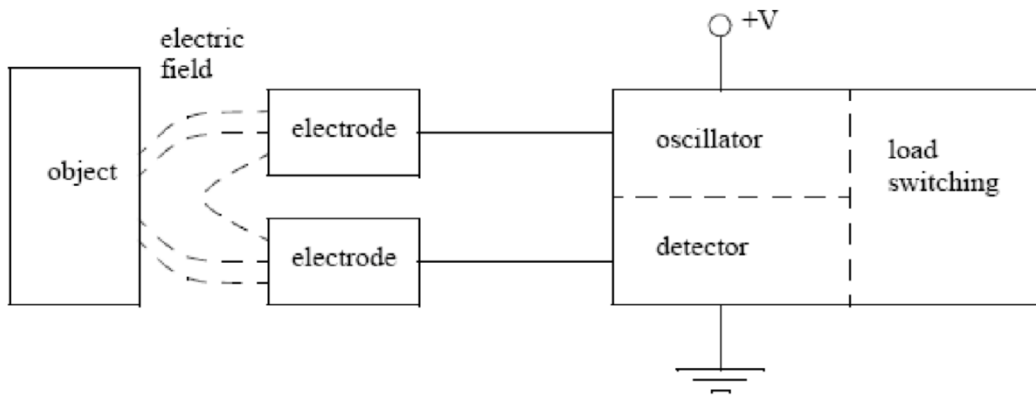 electric
field
+V
object
electrode
electrode
oscillator
detector
load
switching